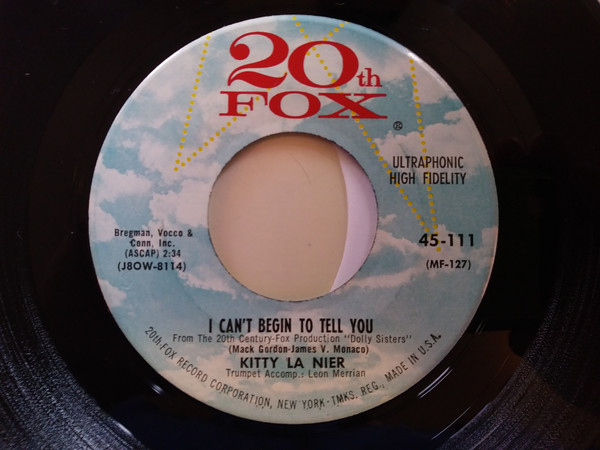 20th
FOX
®
ULTRAPHONIC
HIGH FIDELITY
Bregman, Vocco &
Conn, Inc.
(ASCAP) 2:34
(J8OW-8114)
45-111
(MF-127)
I CAN'T BEGIN TO TELL YOU
From The 20th Century-Fox Production "Dolly Sisters"
(Mack Gordon-James V. Monaco)
KITTY LA NIER
Trumpet Accomp.: Leon Merrian
20th-FOX RECORD CORPORATION, NEW YORK-TMKS. REG., MADE IN U.S.A.